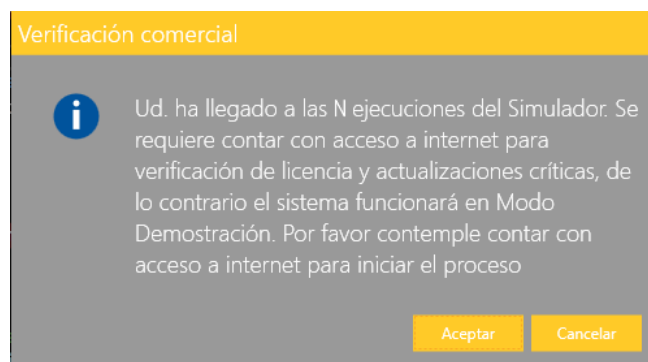 Verificación comercial
Ud. ha llegado a las N ejecuciones del Simulador. Se
requiere contar con acceso a internet para
verificación de licencia y actualizaciones críticas, de
lo contrario el sistema funcionará en Modo
Demostración. Por favor contemple contar con
acceso a internet para iniciar el proceso
Aceptar
Cancelar